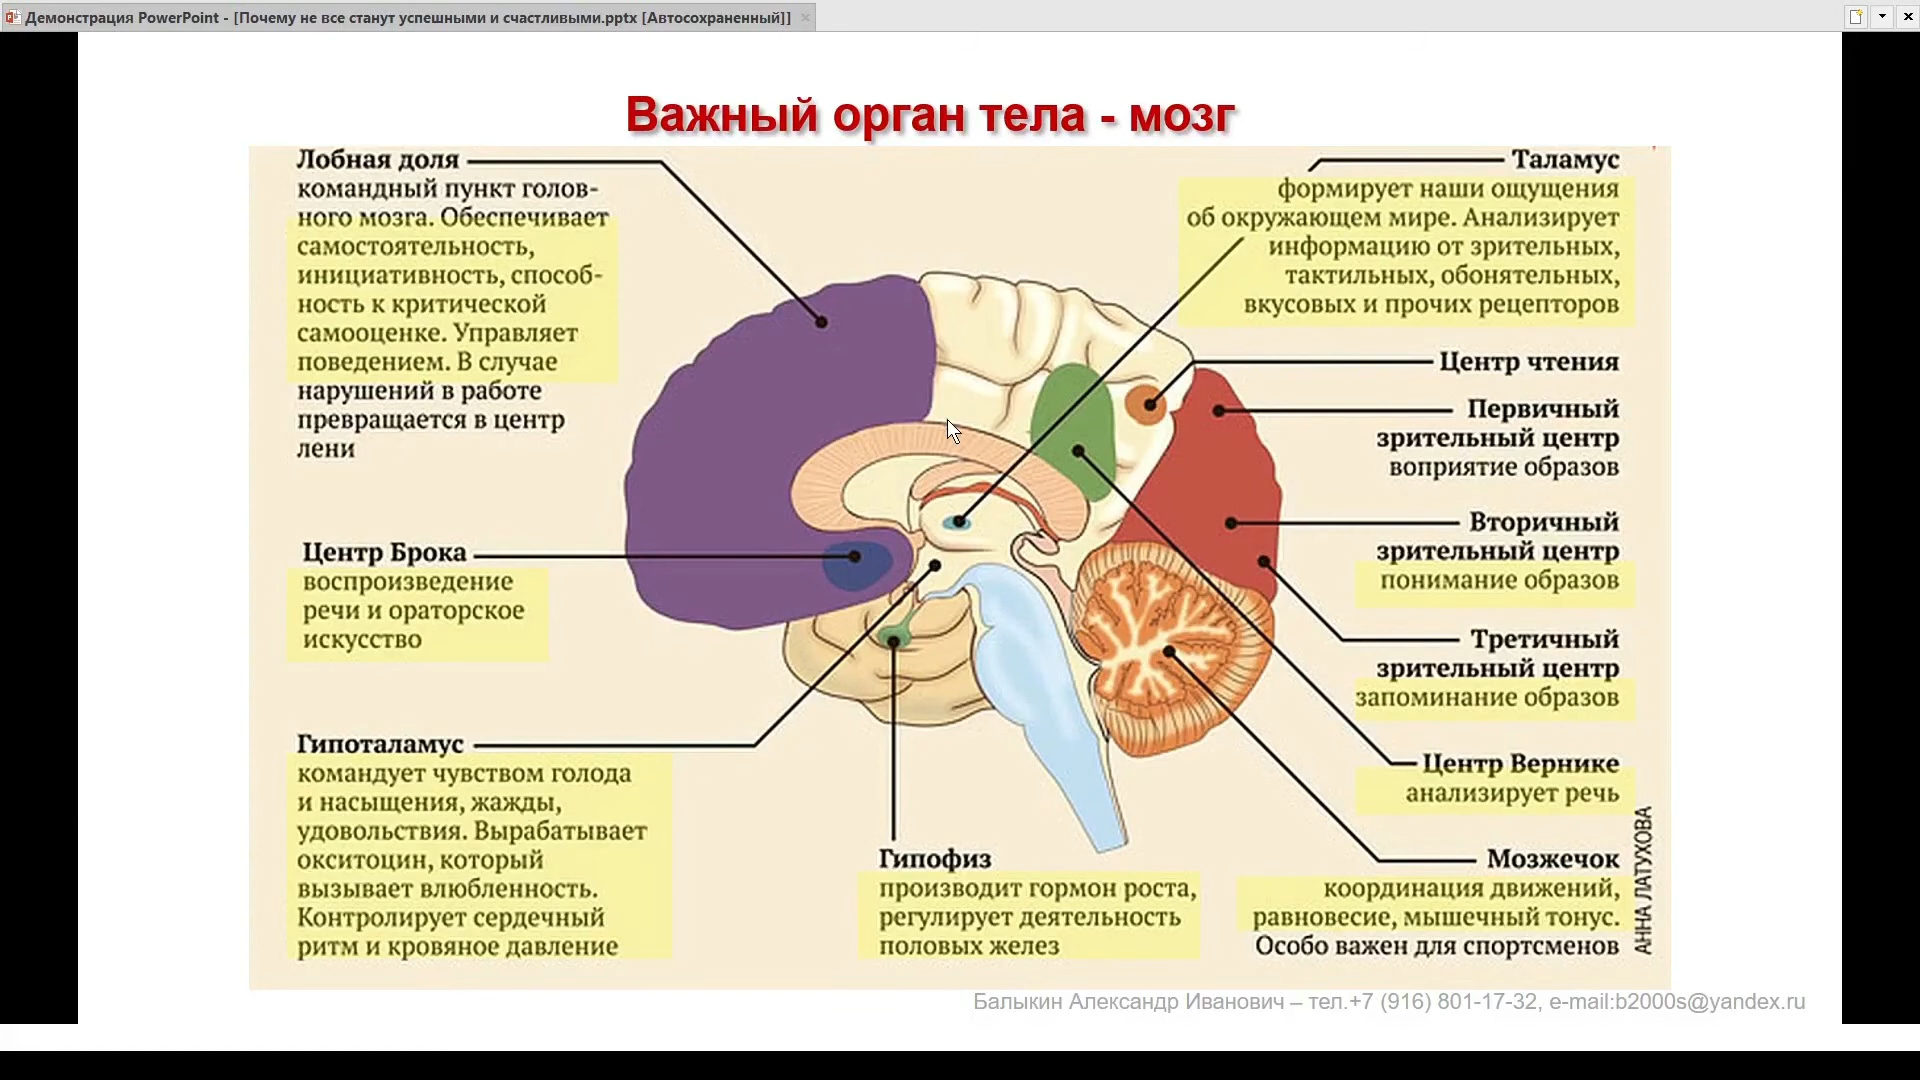 Демонстрация PowerPoint - [Почему не все станут успешными и счастливыми.pptx [Автосохраненный]]
Важный орган тела - мозг
Лобная доля
командный пункт голов-
ного мозга. Обеспечивает
самостоятельность,
инициативность, способ-
ность к критической
самооценке. Управляет
поведением. В случае
нарушений в работе
превращается в центр
лени
Центр Брока
воспроизведение
речи и ораторское
искусство
Гипоталамус
командует чувством голода
и насыщения, жажды,
удовольствия. Вырабатывает
окситоцин, который
вызывает влюбленность.
Контролирует сердечный
ритм и кровяное давление
Гипофиз
производит гормон роста,
регулирует деятельность
половых желез
Таламус
формирует наши ощущения
об окружающем мире. Анализирует
информацию от зрительных,
тактильных, обонятельных,
вкусовых и прочих рецепторов
Центр чтения
Первичный
зрительный центр
воприятие образов
Вторичный
зрительный центр
понимание образов
Третичный
зрительный центр
запоминание образов
Центр Вернике
анализирует речь
Мозжечок
координация движений,
равновесие, мышечный тонус.
Особо важен для спортсменов
АННА ЛАТУХОВА
Балыкин Александр Иванович – тел.+7 (916) 801-17-32, e-mail:b2000s@yandex.ru